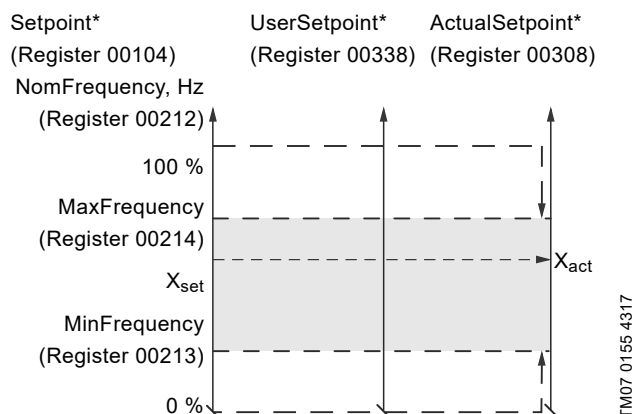 Setpoint* UserSetpoint* ActualSetpoint*
(Register 00104) (Register 00338) (Register 00308)
NomFrequency, Hz
(Register 00212)
100 %
MaxFrequency
(Register 00214)
Xset
Xact
MinFrequency
(Register 00213)
0 %
TM07 0155 4317